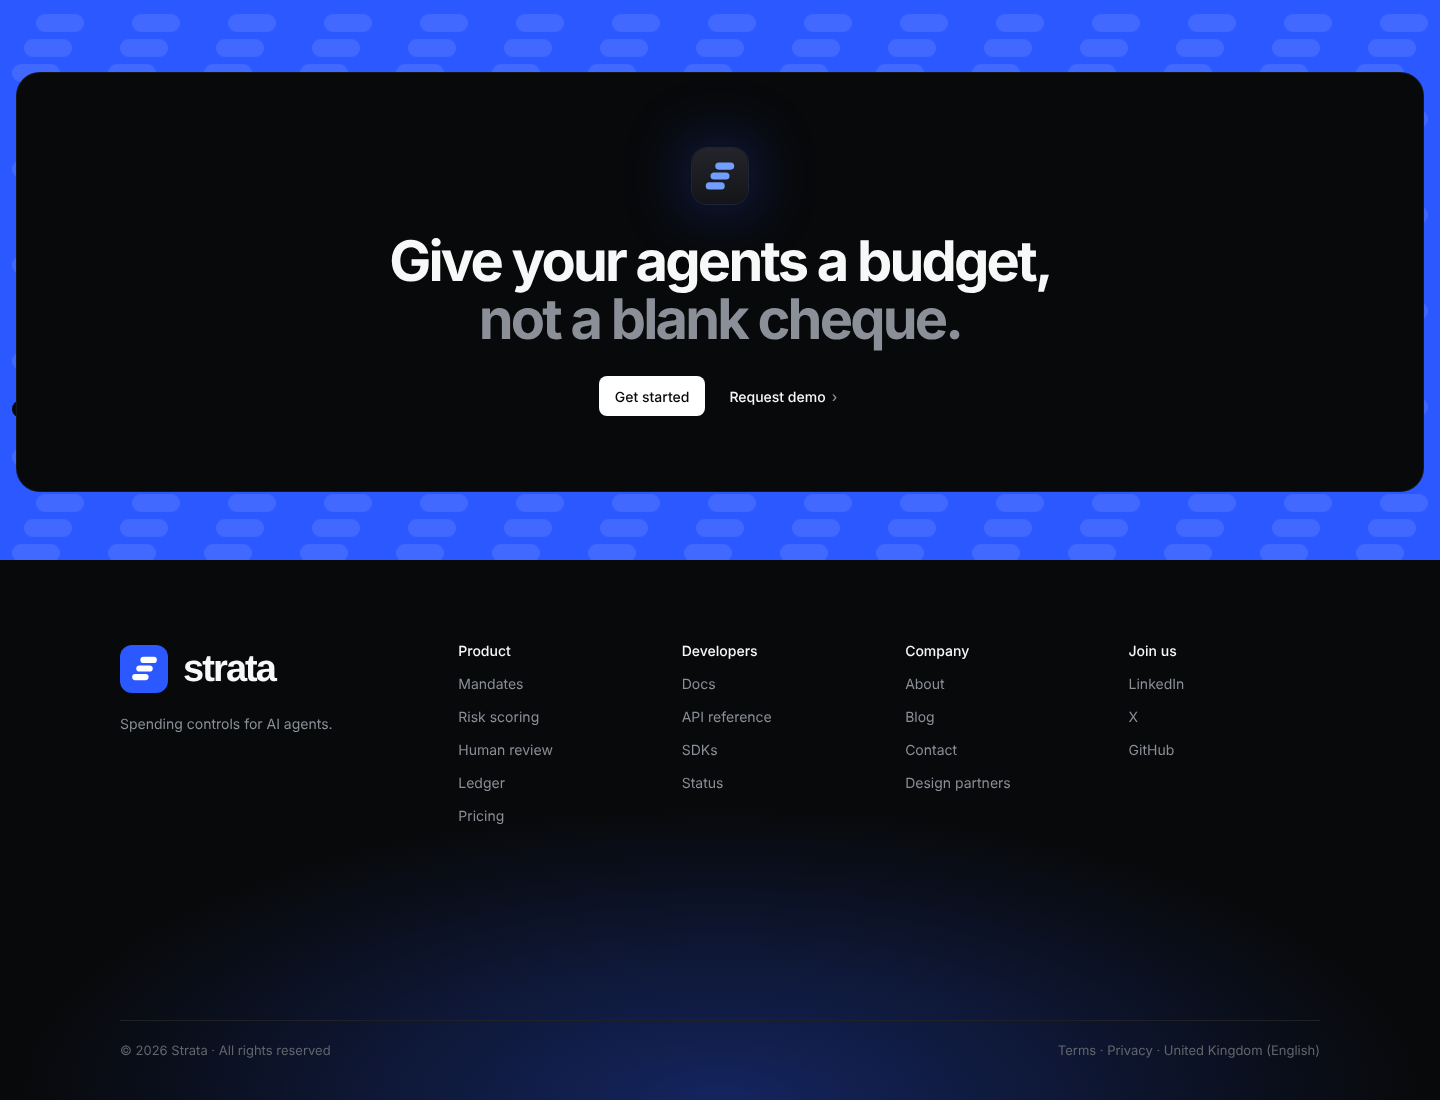 Give your agents a budget,
not a blank cheque.
Get started
Request demo ›
strata
Spending controls for AI agents.
Product
Mandates
Risk scoring
Human review
Ledger
Pricing
Developers
Docs
API reference
SDKs
Status
Company
About
Blog
Contact
Design partners
Join us
LinkedIn
X
GitHub
© 2026 Strata · All rights reserved
Terms · Privacy · United Kingdom (English)